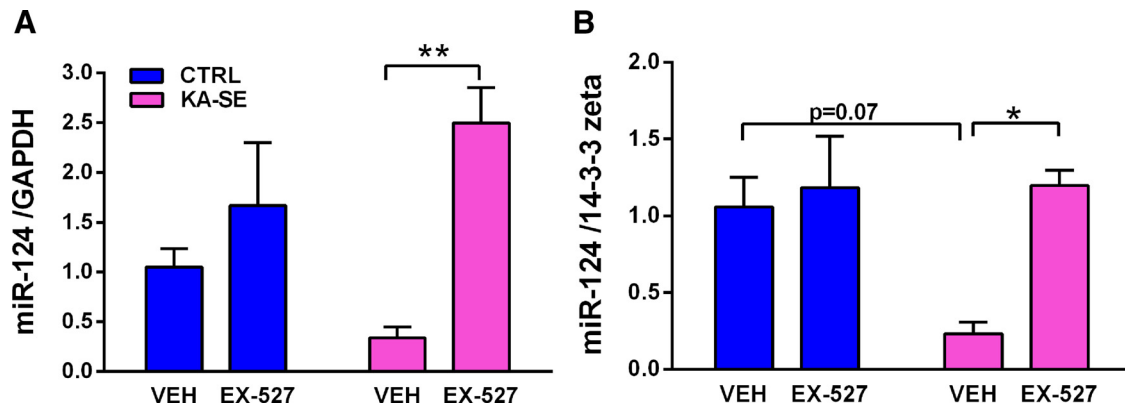 A
miR-124 /GAPDH
3.0
2.5
2.0
1.5
1.0
0.5
0.0
CTRL
KA-SE
**
VEH EX-527 VEH EX-527
B
miR-124 /14-3-3 zeta
2.0
1.5
1.0
0.5
0.0
p=0.07
*
VEH EX-527 VEH EX-527